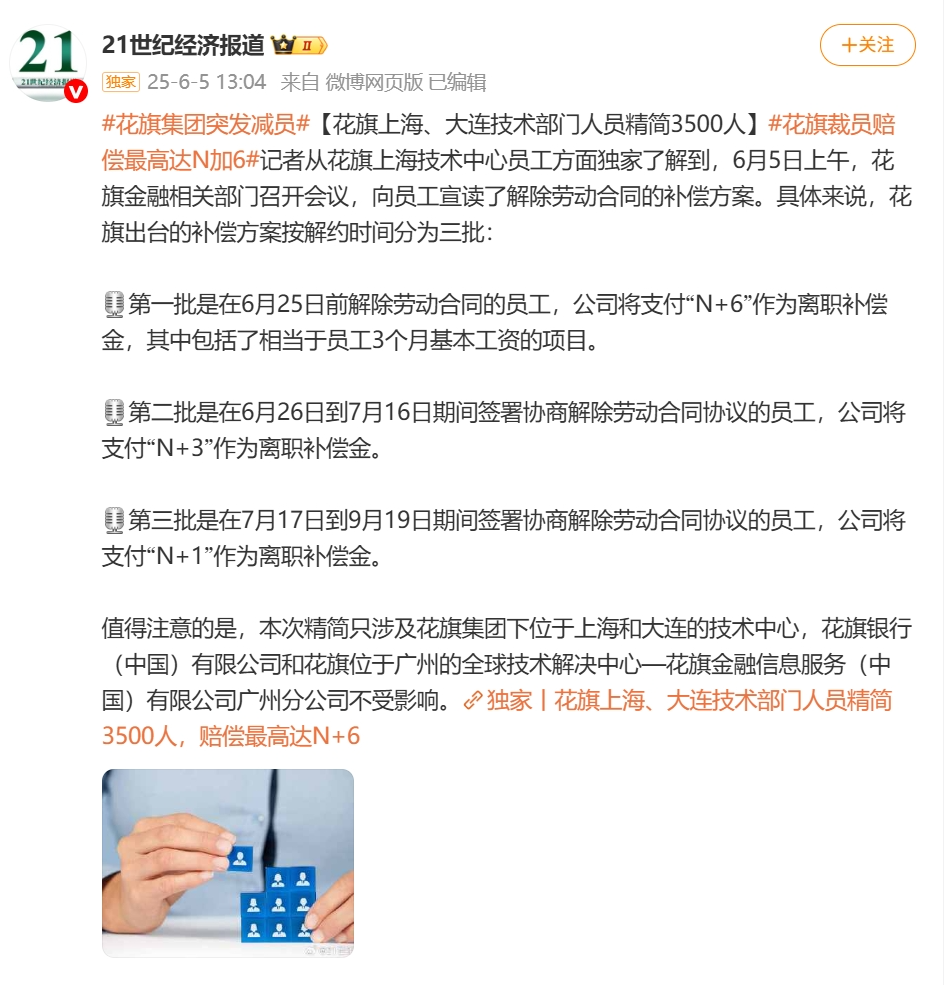 21
21世纪经济报道
II
+关注
独家 25-6-5 13:04 来自 微博网页版 已编辑
#花旗集团突发减员#【花旗上海、大连技术部门人员精简3500人】#花旗裁员赔
偿最高达N加6#记者从花旗上海技术中心员工方面独家了解到，6月5日上午，花
旗金融相关部门召开会议，向员工宣读了解除劳动合同的补偿方案。具体来说，花
旗出台的补偿方案按解约时间分为三批：
第一批是在6月25日前解除劳动合同的员工，公司将支付“N+6”作为离职补偿
金，其中包括了相当于员工3个月基本工资的项目。
第二批是在6月26日到7月16日期间签署协商解除劳动合同协议的员工，公司将
支付“N+3”作为离职补偿金。
第三批是在7月17日到9月19日期间签署协商解除劳动合同协议的员工，公司将
支付“N+1”作为离职补偿金。
值得注意的是，本次精简只涉及花旗集团下位于上海和大连的技术中心，花旗银行
（中国）有限公司和花旗位于广州的全球技术解决中心—花旗金融信息服务（中
国）有限公司广州分公司不受影响。独家丨花旗上海、大连技术部门人员精简
3500人，赔偿最高达N+6